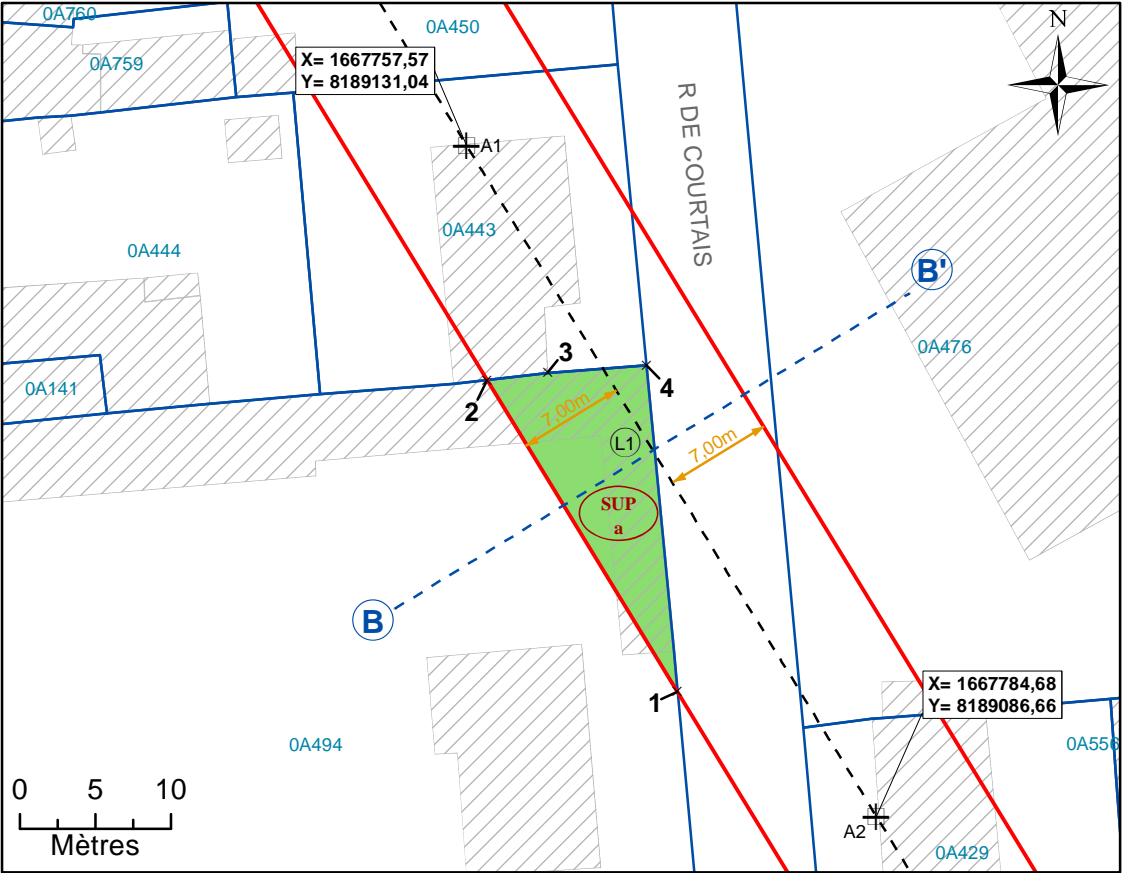 0A760
0A450
N
0A759
X= 1667757,57
Y= 8189131,04
R DE COURTAIS
A1
0A443
0A444
B'
0A476
3
4
0A141
2
7,00m
L1
7,00m
SUP
a
B
1
X= 1667784,68
Y= 8189086,66
0A494
0A556
0 5 10
Mètres
A2
0A429